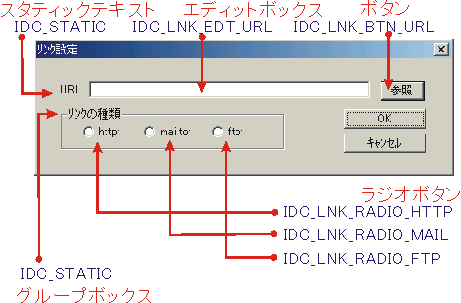 スタティックテキスト エディットボックス ボタン
IDC_STATIC IDC_LNK_EDT_URL IDC_LNK_BTN_URL
リンク設定
URL 参照
リンクの種類
OK
http: mailto: ftp:
キャンセル
ラジオボタン
IDC_LNK_RADIO_HTTP
IDC_LNK_RADIO_MAIL
IDC_LNK_RADIO_FTP
IDC_STATIC
グループボックス